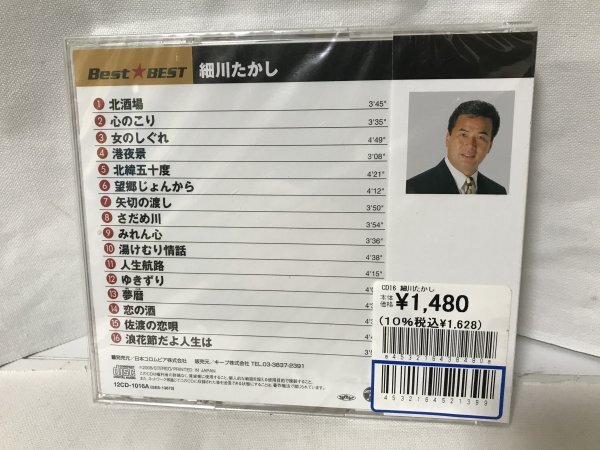 Best★BEST 細川たかし
1 北酒場 3'45"
2 心のこり 3'35"
3 女のしぐれ 4'49"
4 港夜景 3'08"
5 北緯五十度 4'21"
6 望郷じょんから 4'12"
7 矢切の渡し 3'50"
8 さだめ川 3'54"
9 みれん心 3'36"
10 湯けむり情話 4'38"
11 人生航路 4'15"
12 ゆきずり
13 夢暦
14 恋の酒
15 佐渡の恋唄
16 浪花節だよ人生は
CD16 細川たかし
本体価格 ¥1,480
(10%税込¥1,628)
4532164364808
4532164521399
発売元/日本コロムビア株式会社 販売元/キープ株式会社 TEL.03-3637-2391
STEREO/PRINTED IN JAPAN
12CD-1016A